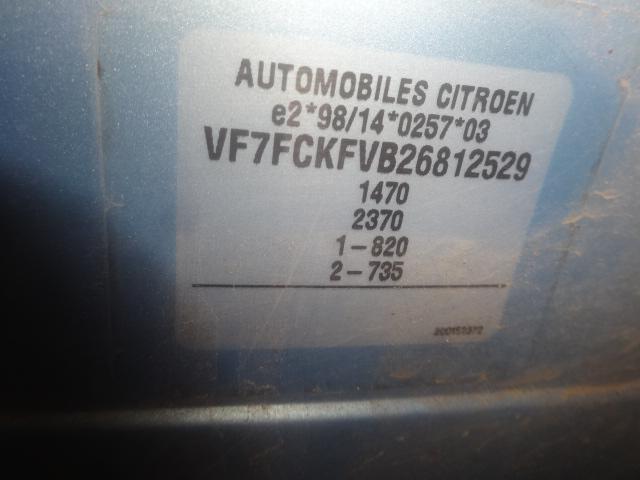 AUTOMOBILES CITROEN
e2*98/14*0257*03
VF7FCKFVB26812529
1470
2370
1-820
2-735